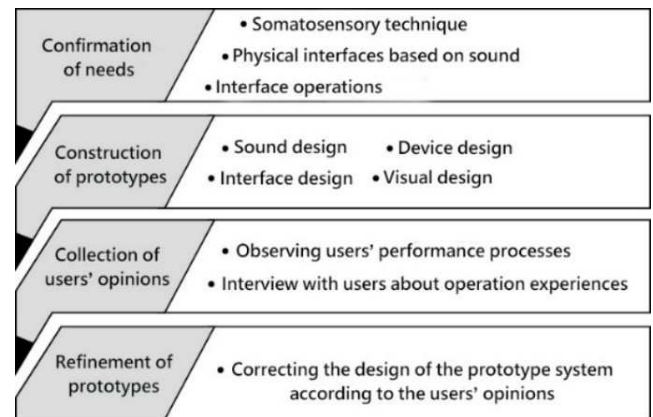 Confirmation
of needs
• Somatosensory technique
• Physical interfaces based on sound
• Interface operations
Construction
of prototypes
• Sound design • Device design
• Interface design • Visual design
Collection of
users' opinions
• Observing users' performance processes
• Interview with users about operation experiences
Refinement of
prototypes
• Correcting the design of the prototype system
according to the users' opinions